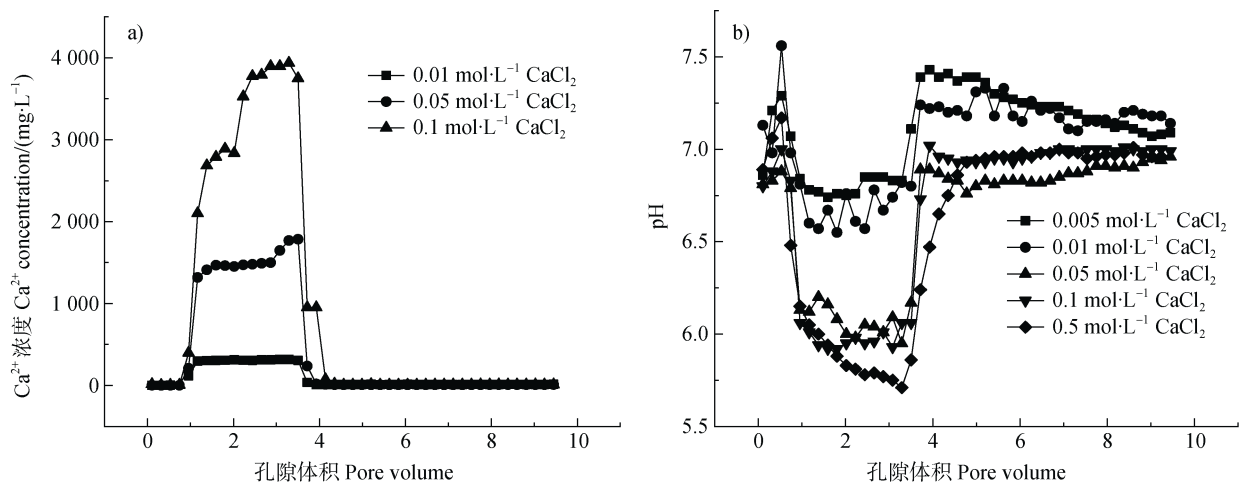 a)
Ca²⁺浓度 Ca²⁺ concentration/(mg·L⁻¹)
4 000
3 000
2 000
1 000
0
0.01 mol·L⁻¹ CaCl₂
0.05 mol·L⁻¹ CaCl₂
0.1 mol·L⁻¹ CaCl₂
0 2 4 6 8 10
孔隙体积 Pore volume
b)
pH
7.5
7.0
6.5
6.0
5.5
0.005 mol·L⁻¹ CaCl₂
0.01 mol·L⁻¹ CaCl₂
0.05 mol·L⁻¹ CaCl₂
0.1 mol·L⁻¹ CaCl₂
0.5 mol·L⁻¹ CaCl₂
0 2 4 6 8 10
孔隙体积 Pore volume